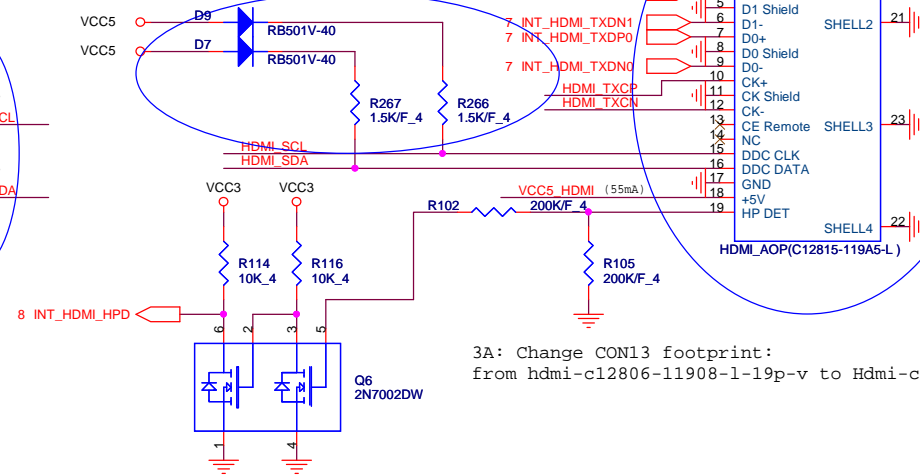 VCC5
D9
RB501V-40
VCC5
D7
RB501V-40
R267
1.5K/F_4
R266
1.5K/F_4
CL
DA
HDMI_SCL
HDMI_SDA
7 INT_HDMI_TXDN1
7 INT_HDMI_TXDP0
7 INT_HDMI_TXDN0
HDMI_TXCP
HDMI_TXCN
5 D1 Shield
6 D1-
7 D0+
8 D0 Shield
9 D0-
10 CK+
11 CK Shield
12 CK-
13 CE Remote
14 NC
15 DDC CLK
16 DDC DATA
17 GND
18 +5V
19 HP DET
SHELL2 21
SHELL3 23
SHELL4 22
HDMI_AOP(C12815-119A5-L )
VCC5_HDMI (55mA)
R102 200K/F_4
R105
200K/F_4
VCC3 VCC3
R114
10K_4
R116
10K_4
8 INT_HDMI_HPD
6 2 3 5
Q6
2N7002DW
1 4
3A: Change CON13 footprint:
from hdmi-c12806-11908-l-19p-v to Hdmi-c